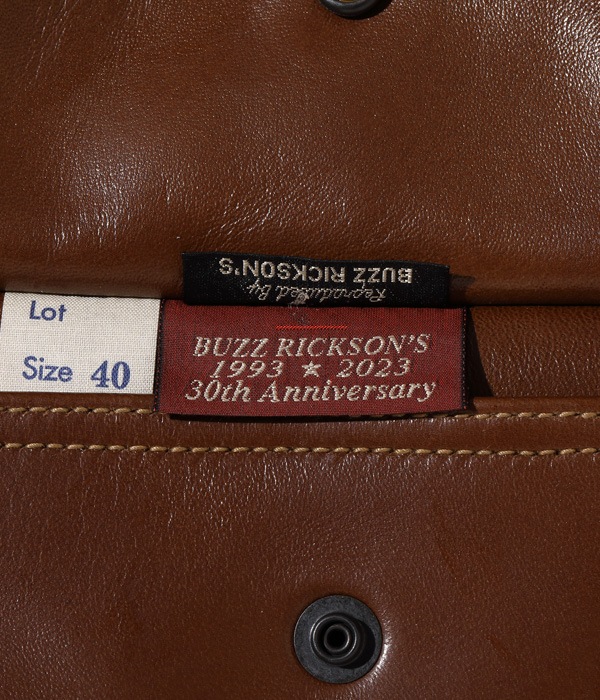 Reproduced By
BUZZ RICKSON'S
Lot
Size 40
BUZZ RICKSON'S
1993 ★ 2023
30th Anniversary